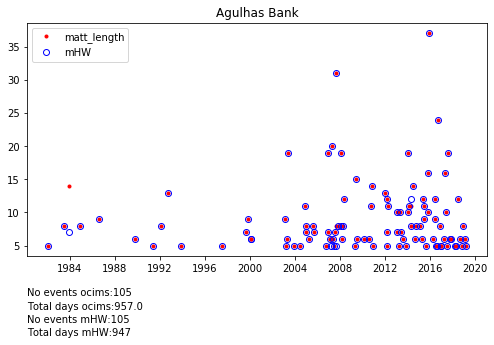 Agulhas Bank
matt_length
mHW
35
30
25
20
15
10
5
1984 1988 1992 1996 2000 2004 2008 2012 2016 2020
No events ocims:105
Total days ocims:957.0
No events mHW:105
Total days mHW:947